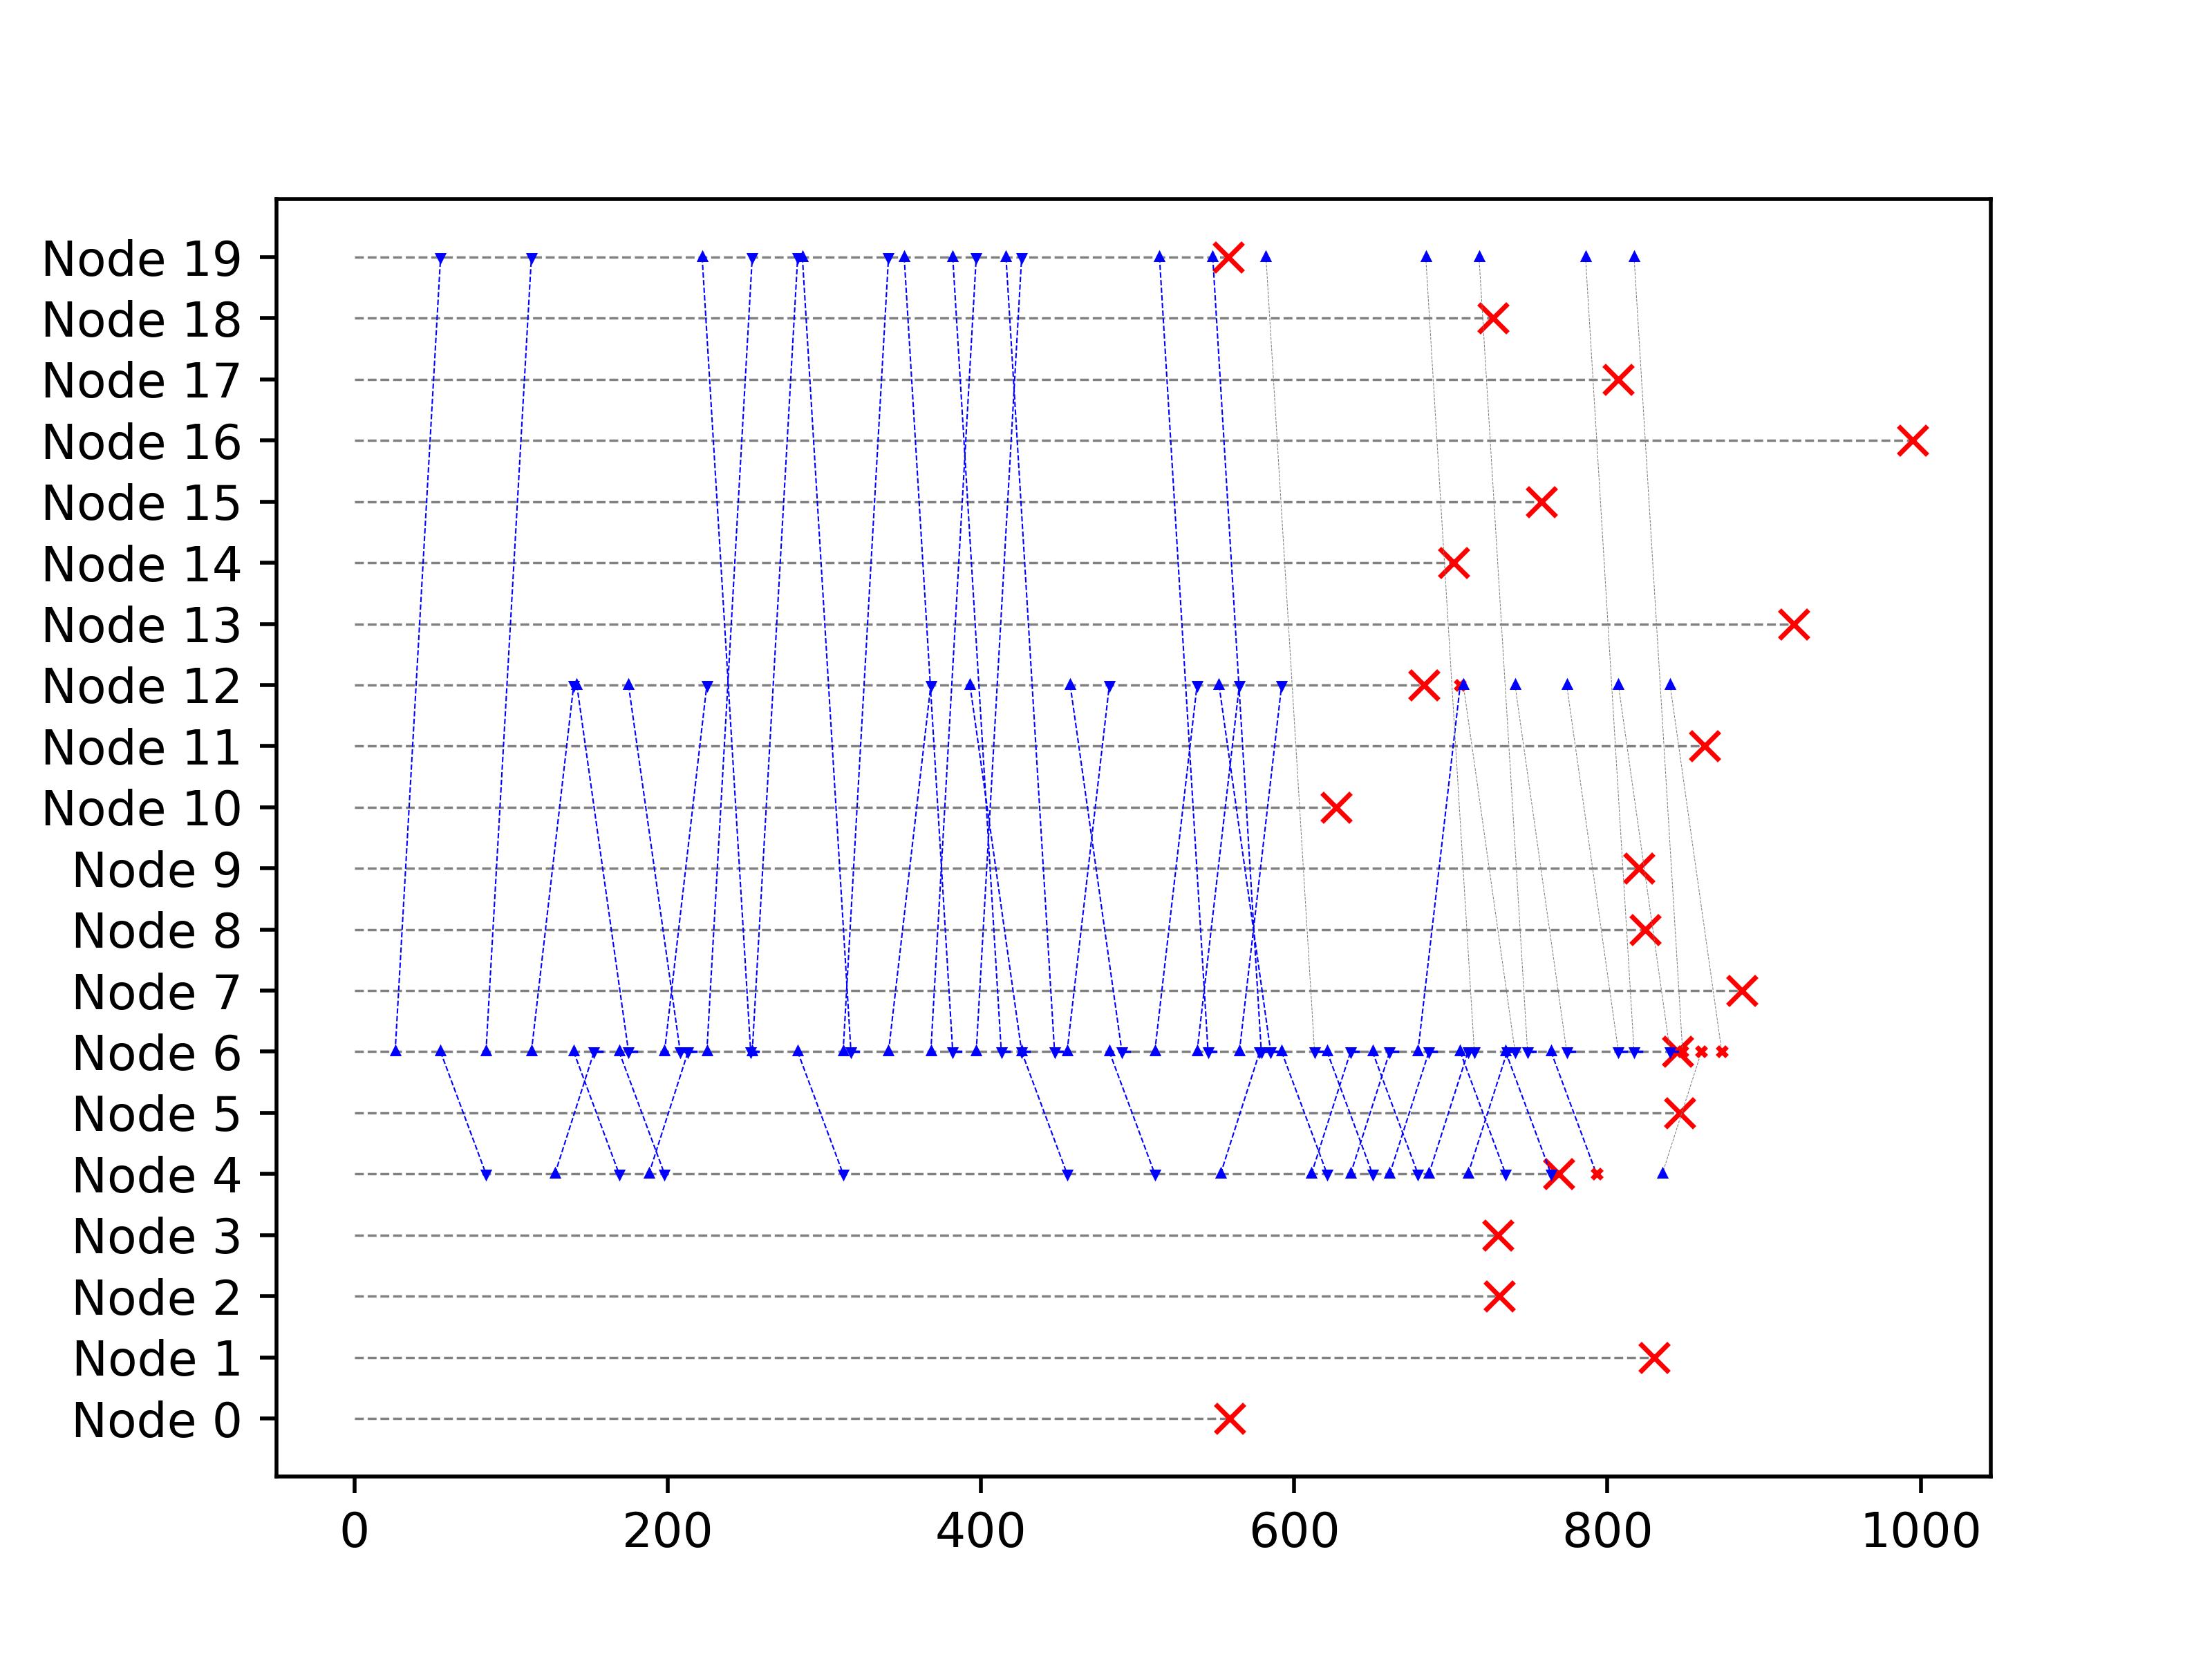 Node 19
Node 18
Node 17
Node 16
Node 15
Node 14
Node 13
Node 12
Node 11
Node 10
Node 9
Node 8
Node 7
Node 6
Node 5
Node 4
Node 3
Node 2
Node 1
Node 0
0 200 400 600 800 1000